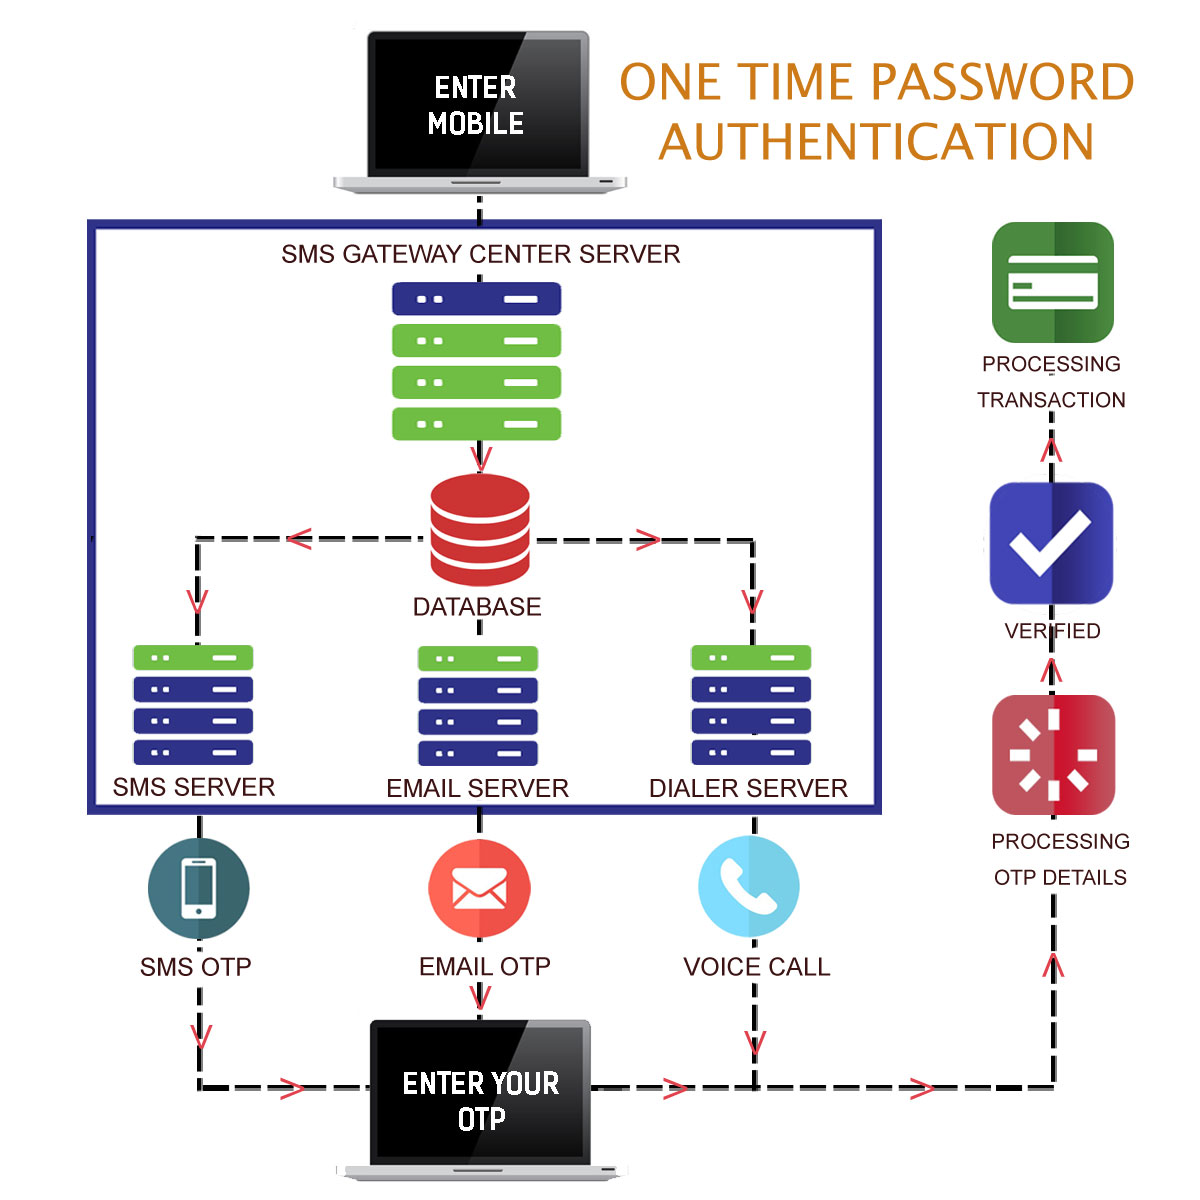 ENTER
MOBILE
ONE TIME PASSWORD
AUTHENTICATION
SMS GATEWAY CENTER SERVER
DATABASE
SMS SERVER
EMAIL SERVER
DIALER SERVER
SMS OTP
EMAIL OTP
VOICE CALL
ENTER YOUR
OTP
PROCESSING
TRANSACTION
VERIFIED
PROCESSING
OTP DETAILS